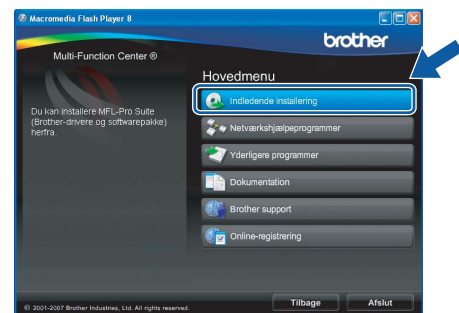 Macromedia Flash Player 8
brother
Multi-Function Center ®
Hovedmenu
Du kan installere MFL-Pro Suite
(Brother-drivere og softwarepakke)
herfra.
Indledende installering
Netværkshjælpeprogrammer
Yderligere programmer
Dokumentation
Brother support
Online-registrering
© 2001-2007 Brother Industries, Ltd. All rights reserved.
Tilbage
Afslut